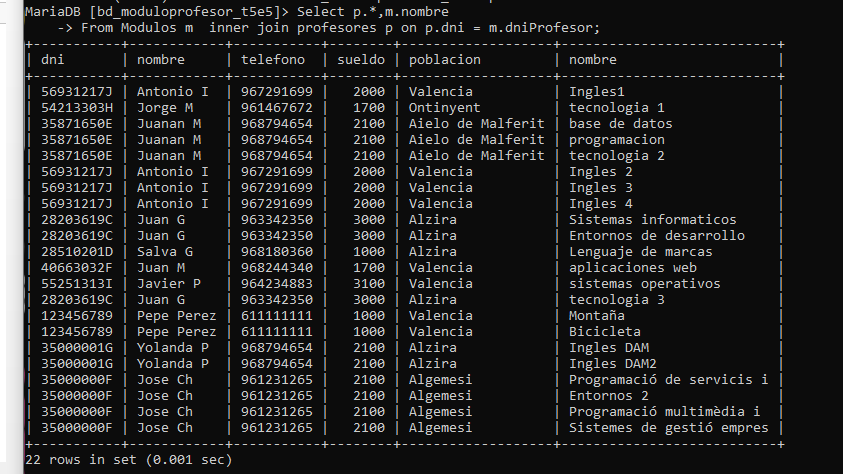 MariaDB [bd_moduloprofesor_t5e5]> Select p.*,m.nombre
    -> From Modulos m  inner join profesores p on p.dni = m.dniProfesor;
+-----------+------------+-----------+--------+------------------+---------------------------+
| dni       | nombre     | telefono  | sueldo | poblacion        | nombre                    |
+-----------+------------+-----------+--------+------------------+---------------------------+
| 56931217J | Antonio I  | 967291699 |   2000 | Valencia         | Ingles1                   |
| 54213303H | Jorge M    | 961467672 |   1700 | Ontinyent        | tecnologia 1              |
| 35871650E | Juanan M   | 968794654 |   2100 | Aielo de Malferit | base de datos             |
| 35871650E | Juanan M   | 968794654 |   2100 | Aielo de Malferit | programacion              |
| 35871650E | Juanan M   | 968794654 |   2100 | Aielo de Malferit | tecnologia 2              |
| 56931217J | Antonio I  | 967291699 |   2000 | Valencia         | Ingles 2                  |
| 56931217J | Antonio I  | 967291699 |   2000 | Valencia         | Ingles 3                  |
| 56931217J | Antonio I  | 967291699 |   2000 | Valencia         | Ingles 4                  |
| 28203619C | Juan G     | 963342350 |   3000 | Alzira           | Sistemas informaticos     |
| 28203619C | Juan G     | 963342350 |   3000 | Alzira           | Entornos de desarrollo    |
| 28510201D | Salva G    | 968180360 |   1000 | Alzira           | Lenguaje de marcas        |
| 40663032F | Juan M     | 968244340 |   1700 | Valencia         | aplicaciones web          |
| 55251313I | Javier P   | 964234883 |   3100 | Valencia         | sistemas operativos       |
| 28203619C | Juan G     | 963342350 |   3000 | Alzira           | tecnologia 3              |
| 123456789 | Pepe Perez | 611111111 |   1000 | Valencia         | Montaña                   |
| 123456789 | Pepe Perez | 611111111 |   1000 | Valencia         | Bicicleta                 |
| 35000001G | Yolanda P  | 968794654 |   2100 | Alzira           | Ingles DAM                |
| 35000001G | Yolanda P  | 968794654 |   2100 | Alzira           | Ingles DAM2               |
| 35000000F | Jose Ch    | 961231265 |   2100 | Algemesi         | Programació de servicis i |
| 35000000F | Jose Ch    | 961231265 |   2100 | Algemesi         | Entornos 2                |
| 35000000F | Jose Ch    | 961231265 |   2100 | Algemesi         | Programació multimèdia i  |
| 35000000F | Jose Ch    | 961231265 |   2100 | Algemesi         | Sistemes de gestió empres |
+-----------+------------+-----------+--------+------------------+---------------------------+
22 rows in set (0.001 sec)